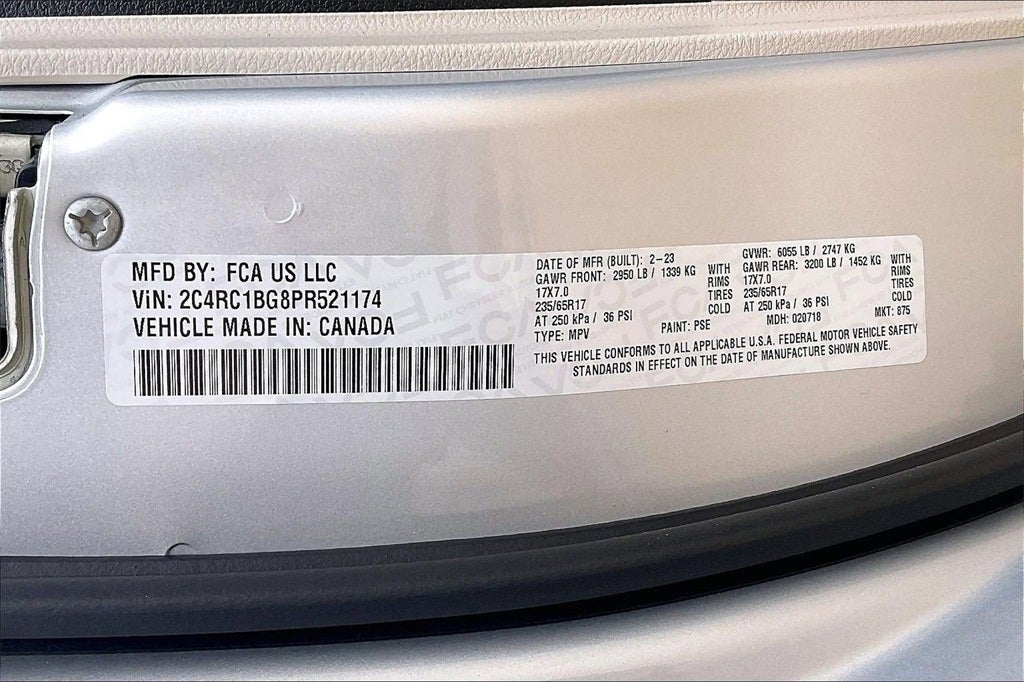 MFD BY: FCA US LLC
ViN: 2C4RC1BG8PR521174
VEHICLE MADE IN: CANADA
DATE OF MFR (BUILT): 2-23
GVWR: 6055 LB / 2747 KG
GAWR FRONT: 2950 LB / 1339 KG WITH
GAWR REAR: 3200 LB / 1452 KG WITH
17X7.0 RIMS
17X7.0 RIMS
235/65R17 TIRES
235/65R17 TIRES
AT 250 kPa / 36 PSI COLD
AT 250 kPa / 36 PSI COLD
TYPE: MPV PAINT: PSE MDH: 020718 MKT: 875
THIS VEHICLE CONFORMS TO ALL APPLICABLE U.S.A. FEDERAL MOTOR VEHICLE SAFETY
STANDARDS IN EFFECT ON THE DATE OF MANUFACTURE SHOWN ABOVE.